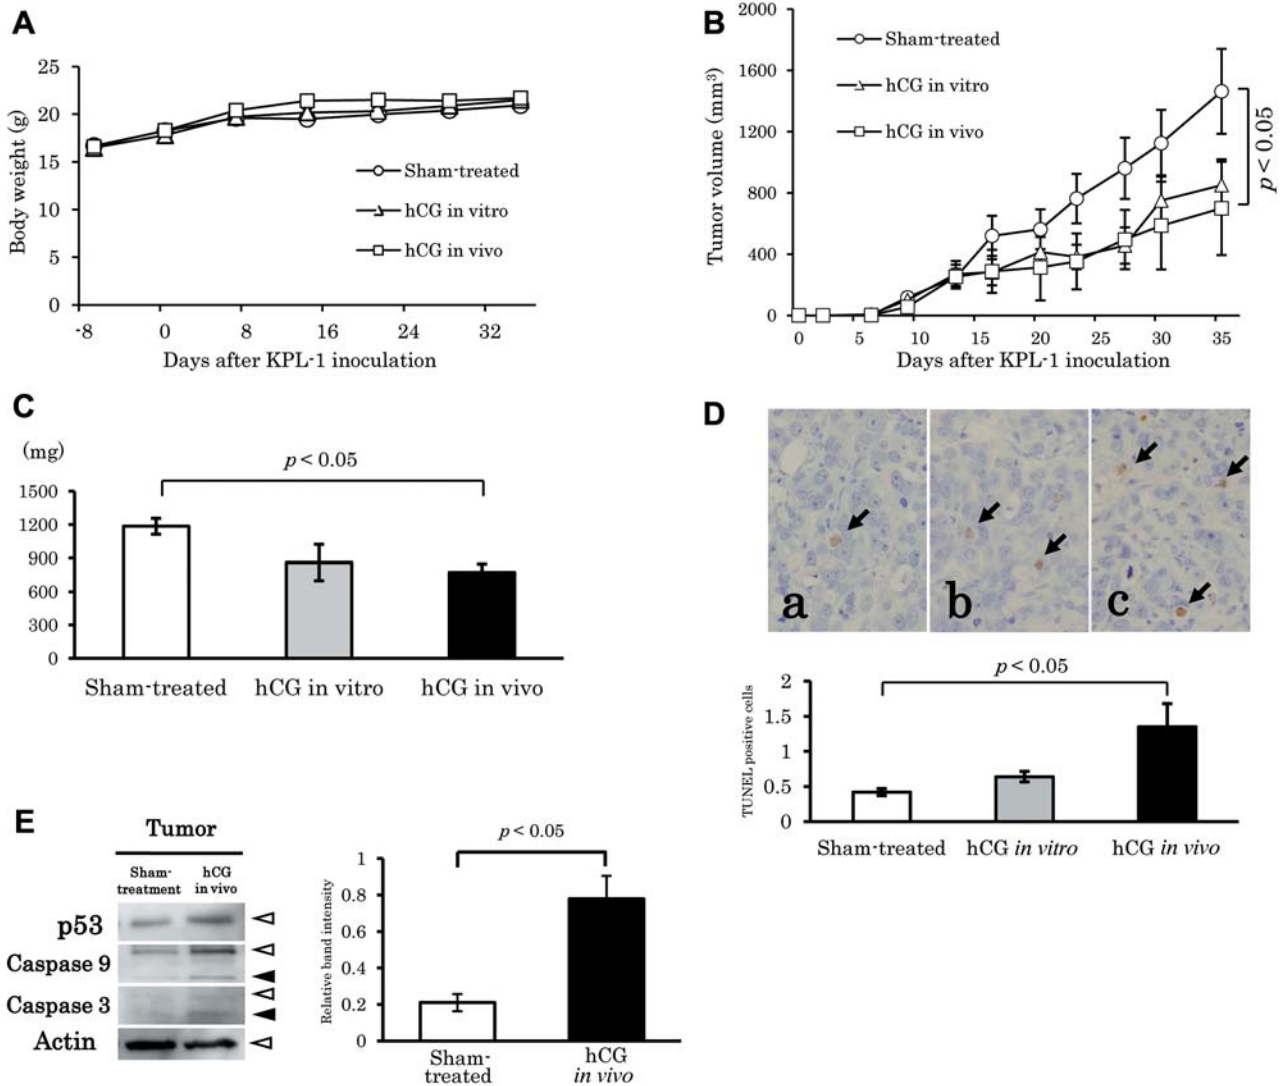 A
25
20
15
10
5
0
Body weight (g)
Sham-treated
hCG in vitro
hCG in vivo
-8 0 8 16 24 32
Days after KPL-1 inoculation
B
2000
1600
1200
800
400
0
Tumor volume (mm³)
Sham-treated
hCG in vitro
hCG in vivo
p < 0.05
0 5 10 15 20 25 30 35
Days after KPL-1 inoculation
C
(mg)
p < 0.05
1500
1200
900
600
300
0
Sham-treated hCG in vitro hCG in vivo
D
a b c
p < 0.05
2
1.5
1
0.5
0
TUNEL positive cells
Sham-treated hCG in vitro hCG in vivo
E
Tumor
Sham-
treatment
hCG
in vivo
p53
Caspase 9
Caspase 3
Actin
p < 0.05
1
0.8
0.6
0.4
0.2
0
Relative band intensity
Sham-
treated
hCG
in vivo